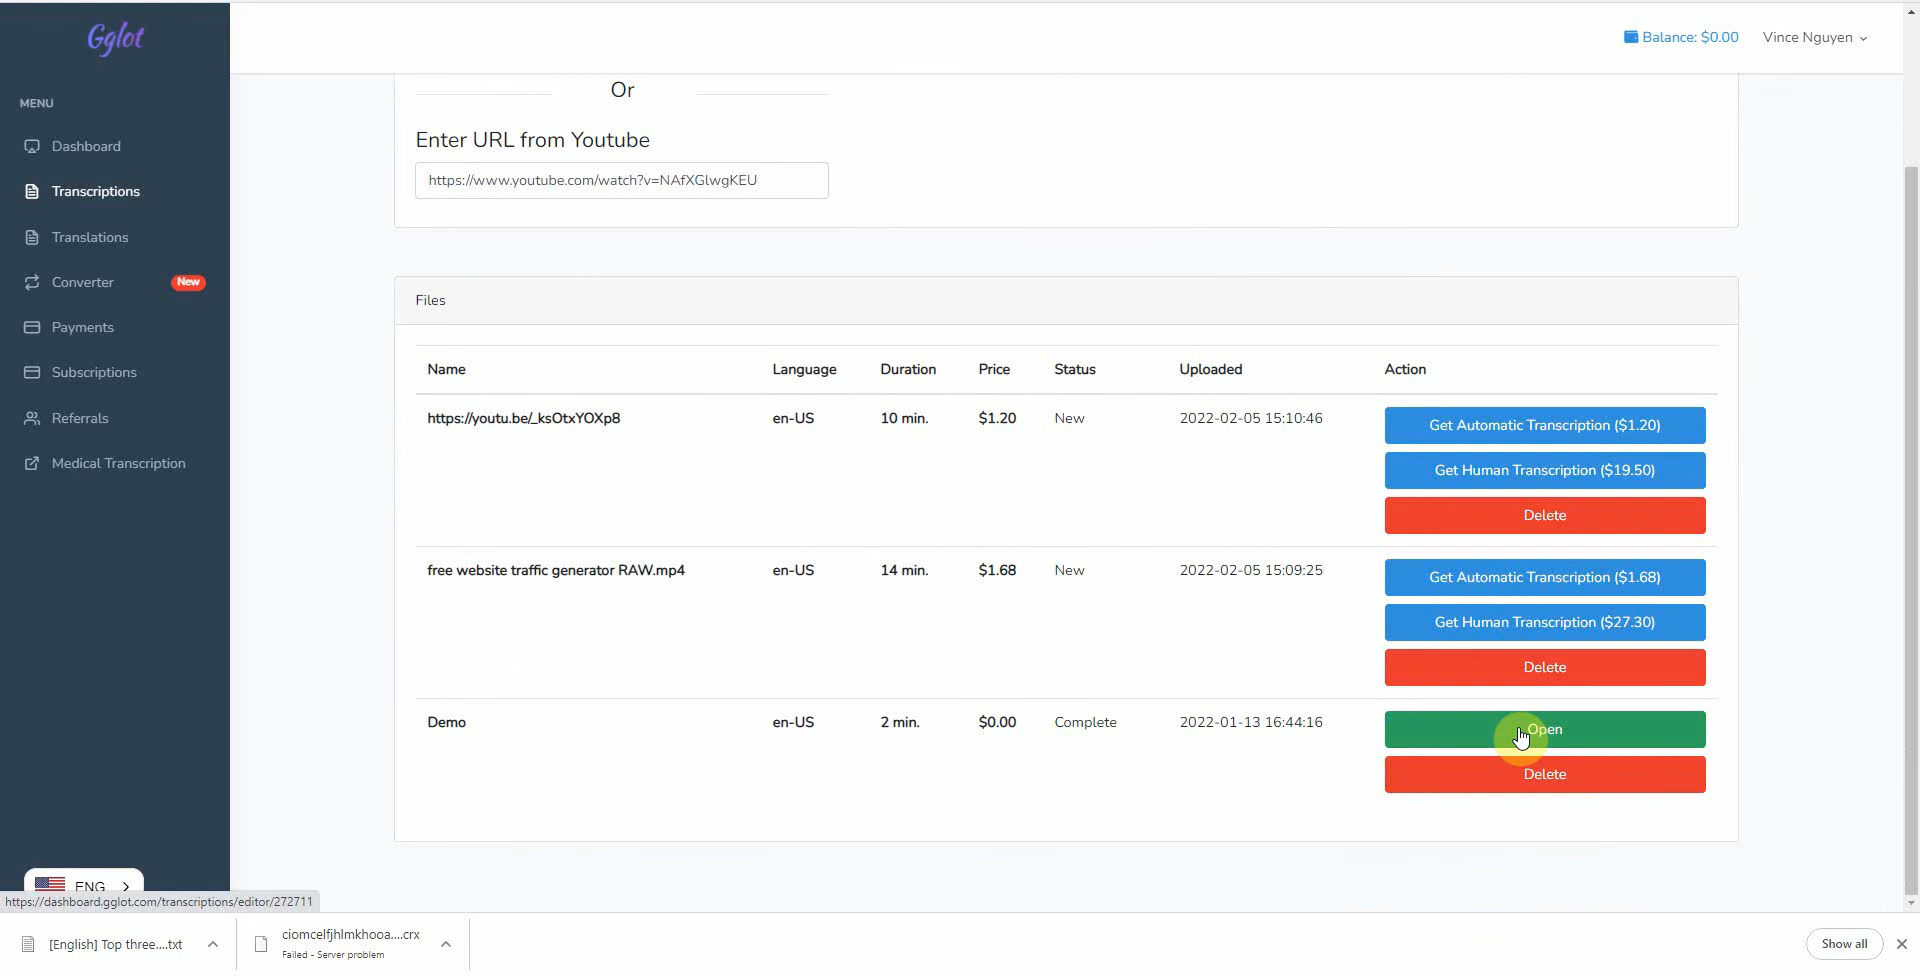 Gglot
Balance: $0.00
Vince Nguyen
MENU
Dashboard
Transcriptions
Translations
Converter
New
Payments
Subscriptions
Referrals
Medical Transcription
Or
Enter URL from Youtube
https://www.youtube.com/watch?v=NAfXGlwgKEU
Files
Name Language Duration Price Status Uploaded Action
https://youtu.be/_ksOtxYOXp8 en-US 10 min. $1.20 New 2022-02-05 15:10:46 Get Automatic Transcription ($1.20)
Get Human Transcription ($19.50)
Delete
free website traffic generator RAW.mp4 en-US 14 min. $1.68 New 2022-02-05 15:09:25 Get Automatic Transcription ($1.68)
Get Human Transcription ($27.30)
Delete
Demo en-US 2 min. $0.00 Complete 2022-01-13 16:44:16 Open
Delete
ENG
https://dashboard.gglot.com/transcriptions/editor/272711
[English] Top three....txt
ciomcelfjhlmkhooa....crx
Failed - Server problem
Show all